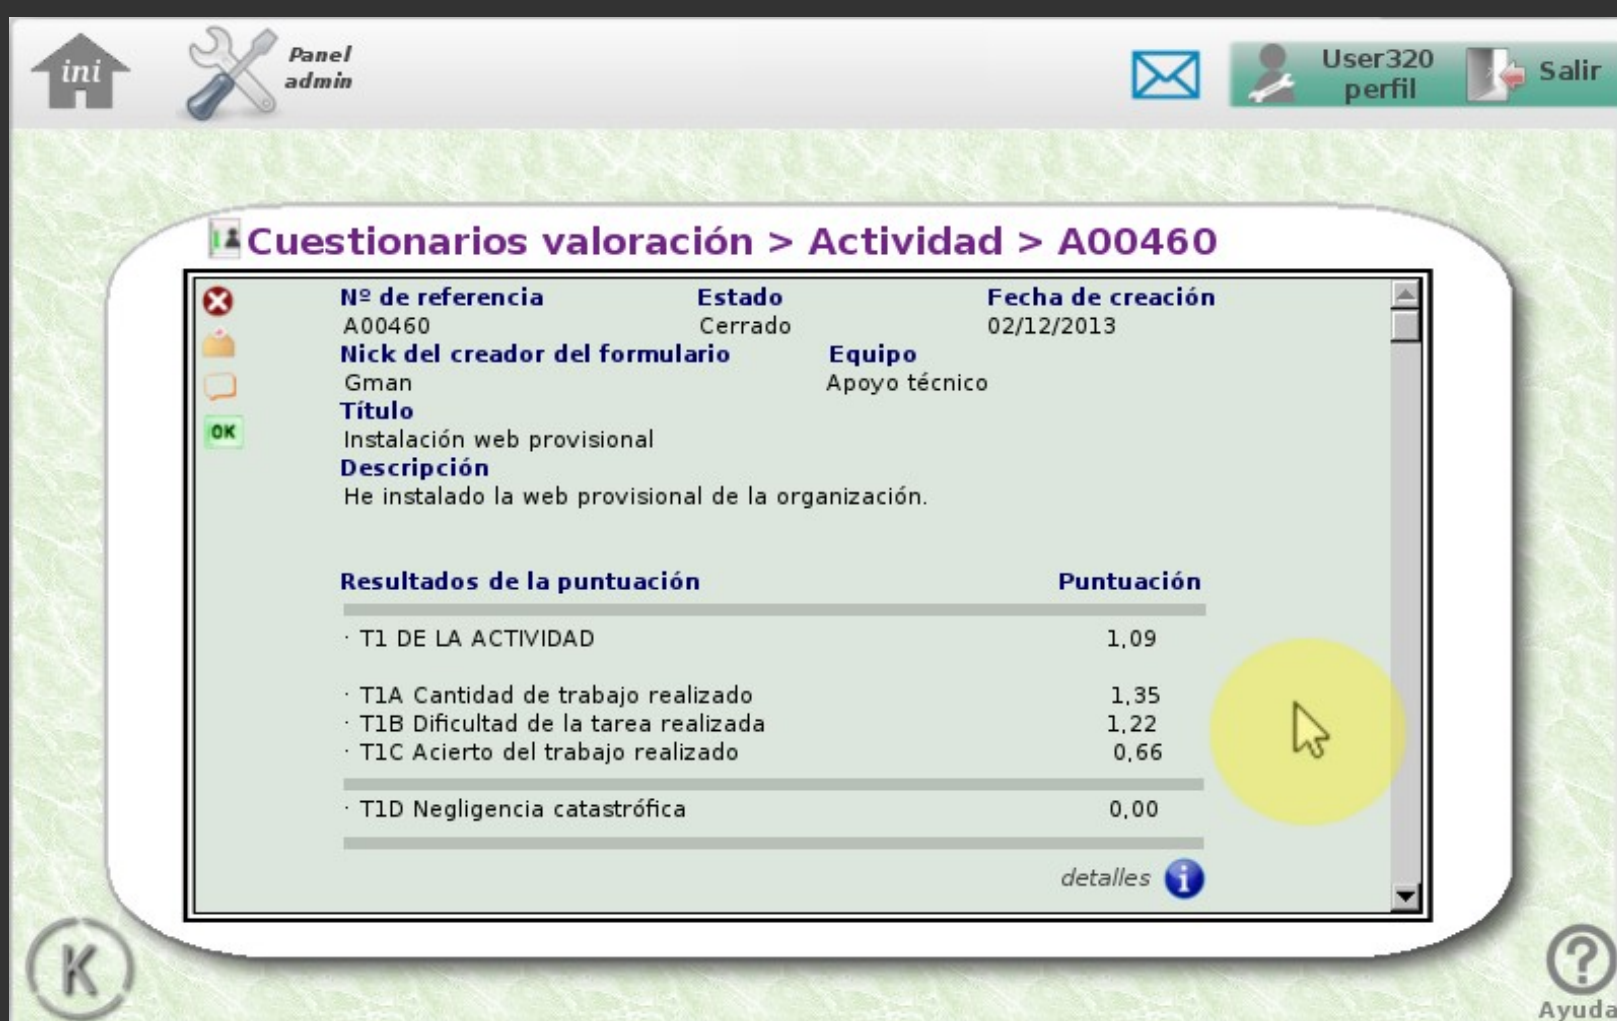 ini
Panel
admin
User320
perfil
Salir
Cuestionarios valoración > Actividad > A00460
Nº de referencia Estado Fecha de creación
A00460 Cerrado 02/12/2013
Nick del creador del formulario Equipo
Gman Apoyo técnico
Título
OK
Instalación web provisional
Descripción
He instalado la web provisional de la organización.
Resultados de la puntuación Puntuación
· T1 DE LA ACTIVIDAD 1,09
· T1A Cantidad de trabajo realizado 1,35
· T1B Dificultad de la tarea realizada 1,22
· T1C Acierto del trabajo realizado 0,66
· T1D Negligencia catastrófica 0,00
detalles i
K
?
Ayuda